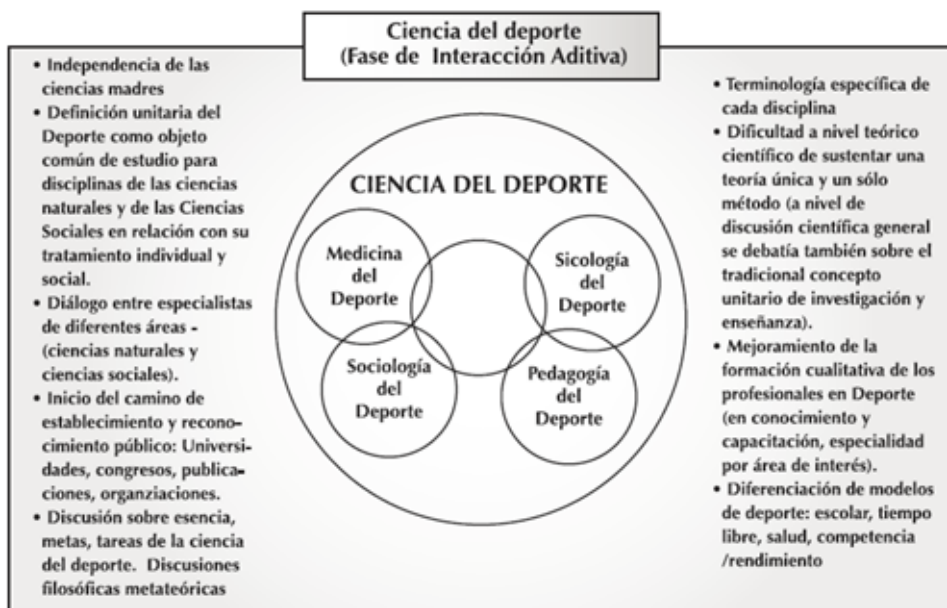 Ciencia del deporte
(Fase de Interacción Aditiva)
• Independencia de las
ciencias madres
• Definición unitaria del
Deporte como objeto
común de estudio para
disciplinas de las ciencias
naturales y de las Ciencias
Sociales en relación con su
tratamiento individual y
social.
• Diálogo entre especialistas
de diferentes áreas -
(ciencias naturales y
ciencias sociales).
• Inicio del camino de
establecimiento y recono-
cimiento público: Universi-
dades, congresos, publica-
ciones, organziaciones.
• Discusión sobre esencia,
metas, tareas de la ciencia
del deporte. Discusiones
filosóficas metateóricas
CIENCIA DEL DEPORTE
Medicina
del
Deporte
Sicología
del
Deporte
Sociología
del
Deporte
Pedagogía
del
Deporte
• Terminología específica de
cada disciplina
• Dificultad a nivel teórico
científico de sustentar una
teoría única y un sólo
método (a nivel de
discusión científica general
se debatía también sobre el
tradicional concepto
unitario de investigación y
enseñanza).
• Mejoramiento de la
formación cualitativa de los
profesionales en Deporte
(en conocimiento y
capacitación, especialidad
por área de interés).
• Diferenciación de modelos
de deporte: escolar, tiempo
libre, salud, competencia
/rendimiento